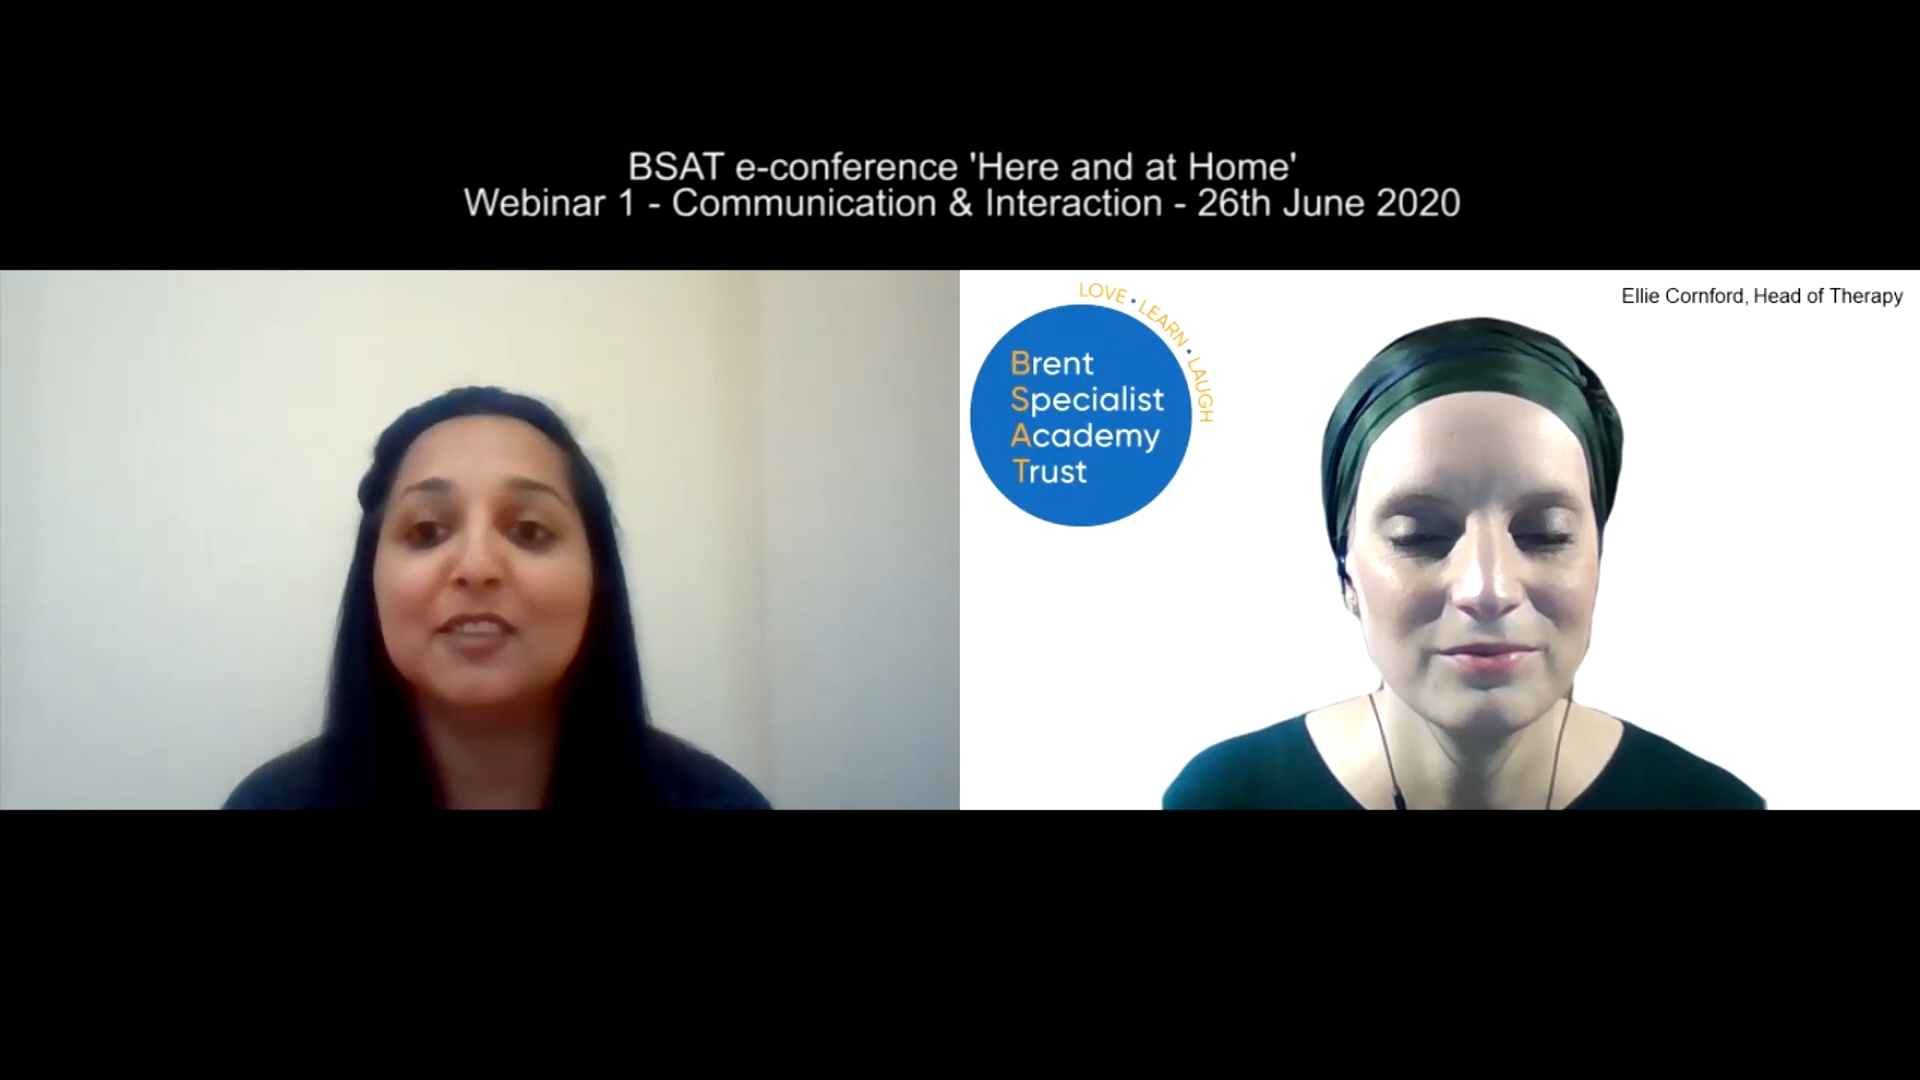 BSAT e-conference 'Here and at Home'
Webinar 1 - Communication & Interaction - 26th June 2020
LOVE • LEARN • LAUGH
Brent
Specialist
Academy
Trust
Ellie Cornford, Head of Therapy